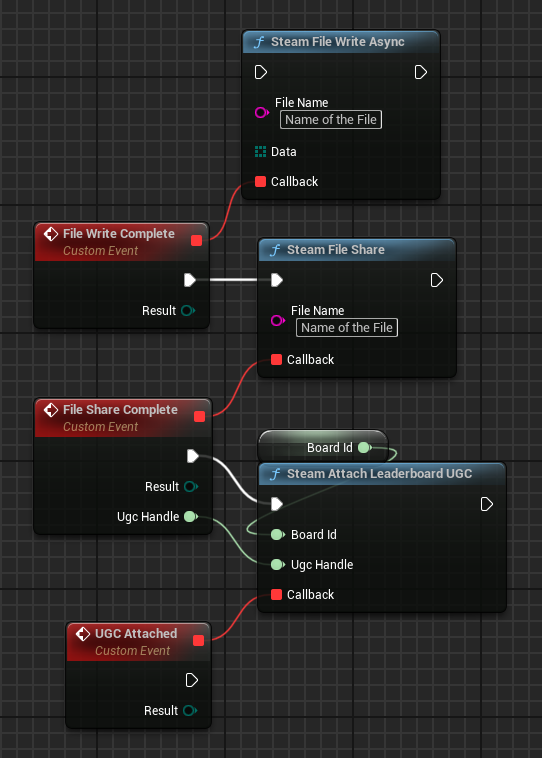 Steam File Write Async
File Name
Name of the File
Data
Callback
File Write Complete
Custom Event
Result
Steam File Share
File Name
Name of the File
Callback
File Share Complete
Custom Event
Result
Ugc Handle
Board Id
Steam Attach Leaderboard UGC
Board Id
Ugc Handle
Callback
UGC Attached
Custom Event
Result